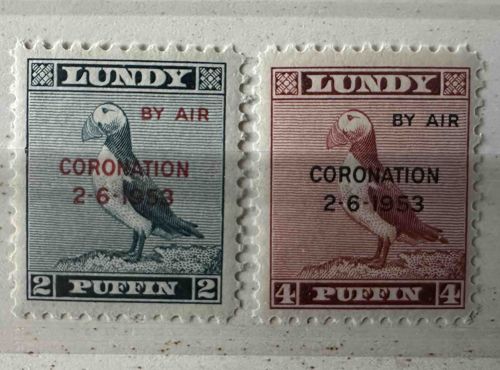 LUNDY
BY AIR
CORONATION
2·6·1953
2 PUFFIN 2
LUNDY
BY AIR
CORONATION
2·6·1953
4 PUFFIN 4